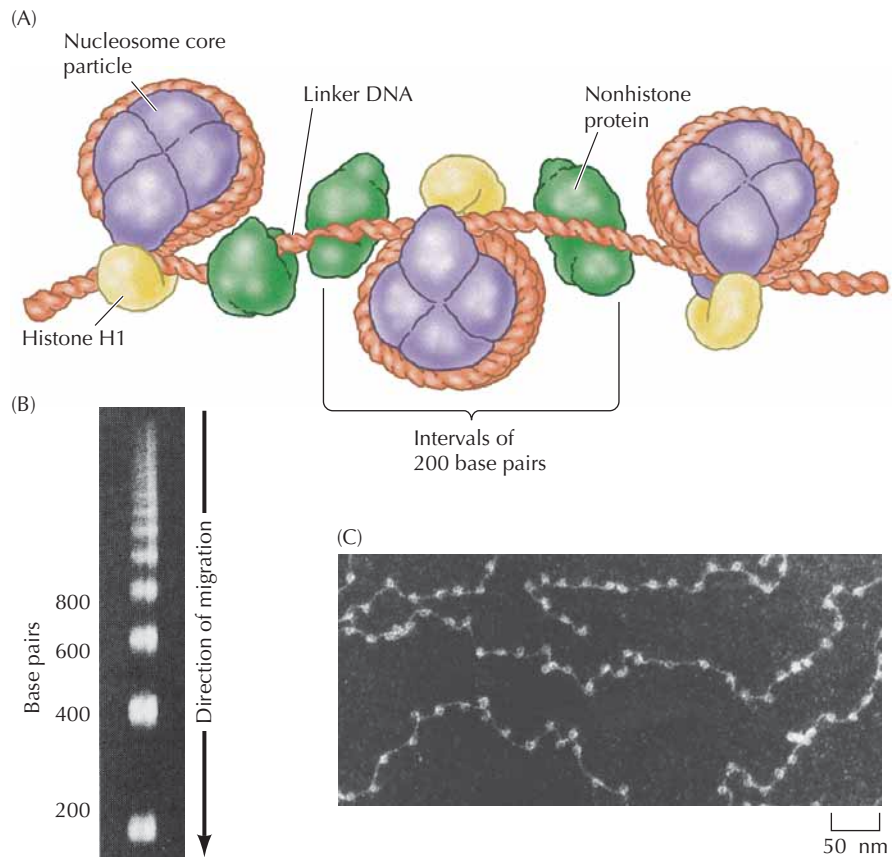 (A)
Nucleosome core
particle
Linker DNA
Nonhistone
protein
Histone H1
Intervals of
200 base pairs
(B)
Base pairs
800
600
400
200
Direction of migration
(C)
50 nm